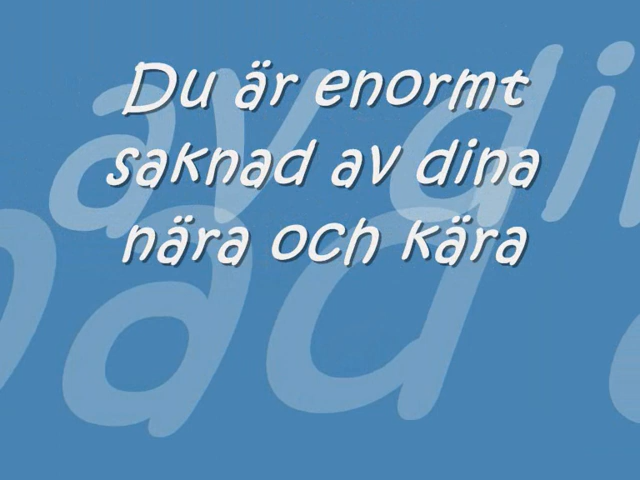 Du är enormt
saknad av dina
nära och kära